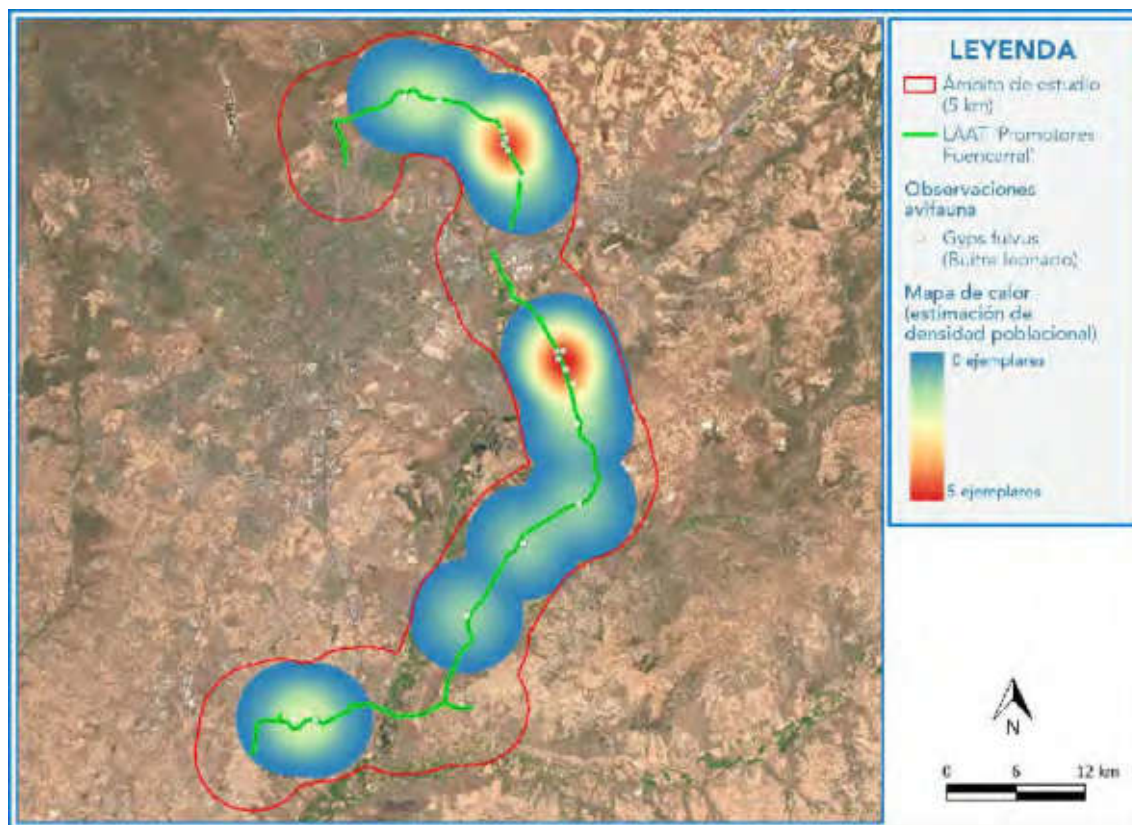 LEYENDA
Ámbito de estudio
(5 km)
LAAT 'Promotores
Fuencarral'
Observaciones
avifauna
Gyps fulvus
(Buitre leonado)
Mapa de calor
(estimación de
densidad poblacional)
0 ejemplares
5 ejemplares
N
0 6 12 km